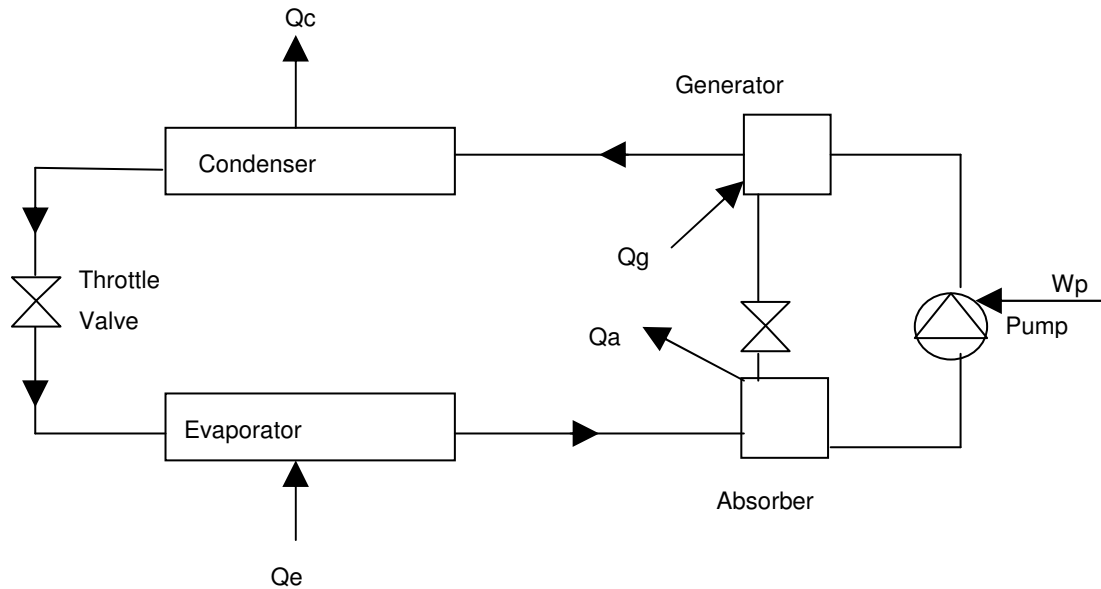 Qc
Generator
Condenser
Qg
Throttle
Valve
Wp
Pump
Qa
Evaporator
Absorber
Qe